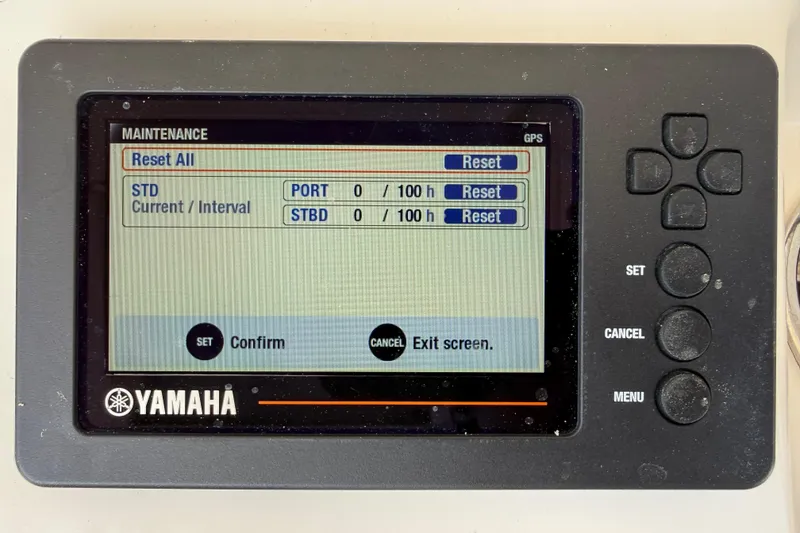 MAINTENANCE
GPS
Reset All Reset
STD PORT 0 / 100 h Reset
Current / Interval STBD 0 / 100 h Reset
SET Confirm CANCEL Exit screen.
YAMAHA
SET
CANCEL
MENU